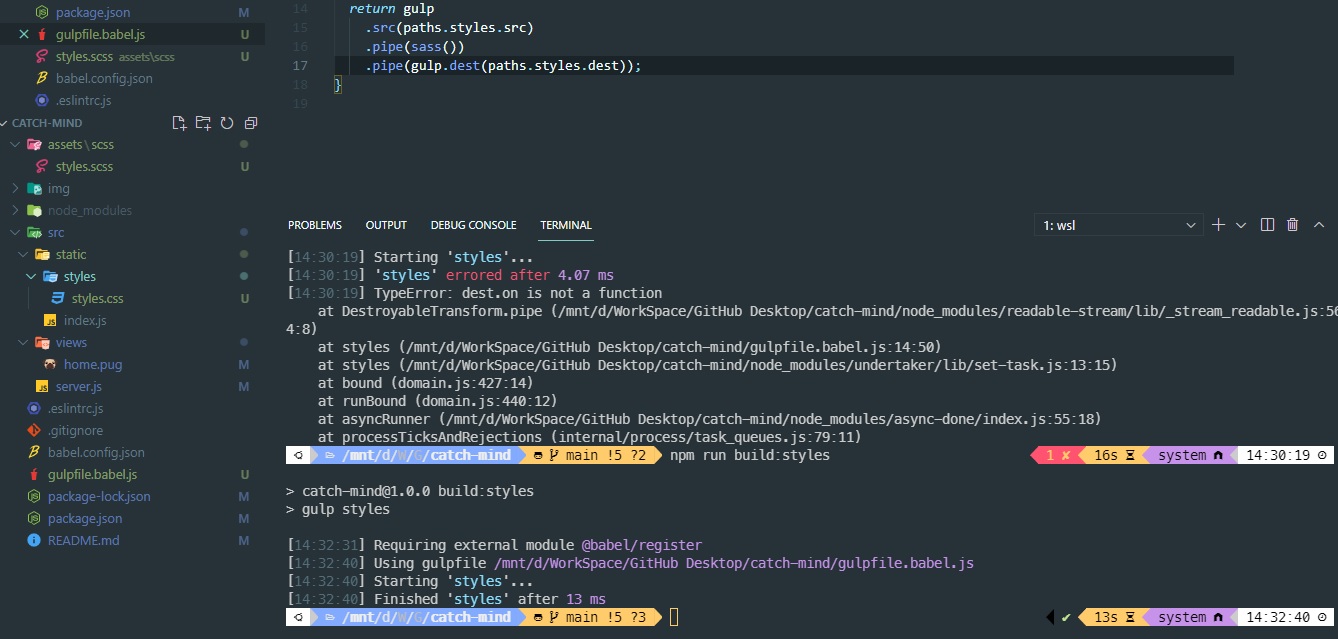 package.json M
gulpfile.babel.js U
styles.scss assets\scss U
babel.config.json
.eslintrc.js
CATCH-MIND
assets\scss
styles.scss U
img
node_modules
src
static
styles
styles.css U
index.js
views
home.pug M
server.js M
.eslintrc.js
.gitignore
babel.config.json
gulpfile.babel.js U
package-lock.json M
package.json M
README.md M
14 return gulp
15 .src(paths.styles.src)
16 .pipe(sass())
17 .pipe(gulp.dest(paths.styles.dest));
18 }
19
PROBLEMS OUTPUT DEBUG CONSOLE TERMINAL 1: wsl
[14:30:19] Starting 'styles'...
[14:30:19] 'styles' errored after 4.07 ms
[14:30:19] TypeError: dest.on is not a function
at DestroyableTransform.pipe (/mnt/d/WorkSpace/GitHub Desktop/catch-mind/node_modules/readable-stream/lib/_stream_readable.js:56
4:8)
at styles (/mnt/d/WorkSpace/GitHub Desktop/catch-mind/gulpfile.babel.js:14:50)
at styles (/mnt/d/WorkSpace/GitHub Desktop/catch-mind/node_modules/undertaker/lib/set-task.js:13:15)
at bound (domain.js:427:14)
at runBound (domain.js:440:12)
at asyncRunner (/mnt/d/WorkSpace/GitHub Desktop/catch-mind/node_modules/async-done/index.js:55:18)
at processTicksAndRejections (internal/process/task_queues.js:79:11)
/mnt/d/W/G/catch-mind main !5 ?2 npm run build:styles 1 ✘ 16s system 14:30:19
> catch-mind@1.0.0 build:styles
> gulp styles
[14:32:31] Requiring external module @babel/register
[14:32:40] Using gulpfile /mnt/d/WorkSpace/GitHub Desktop/catch-mind/gulpfile.babel.js
[14:32:40] Starting 'styles'...
[14:32:40] Finished 'styles' after 13 ms
/mnt/d/W/G/catch-mind main !5 ?3 ✔ 13s system 14:32:40